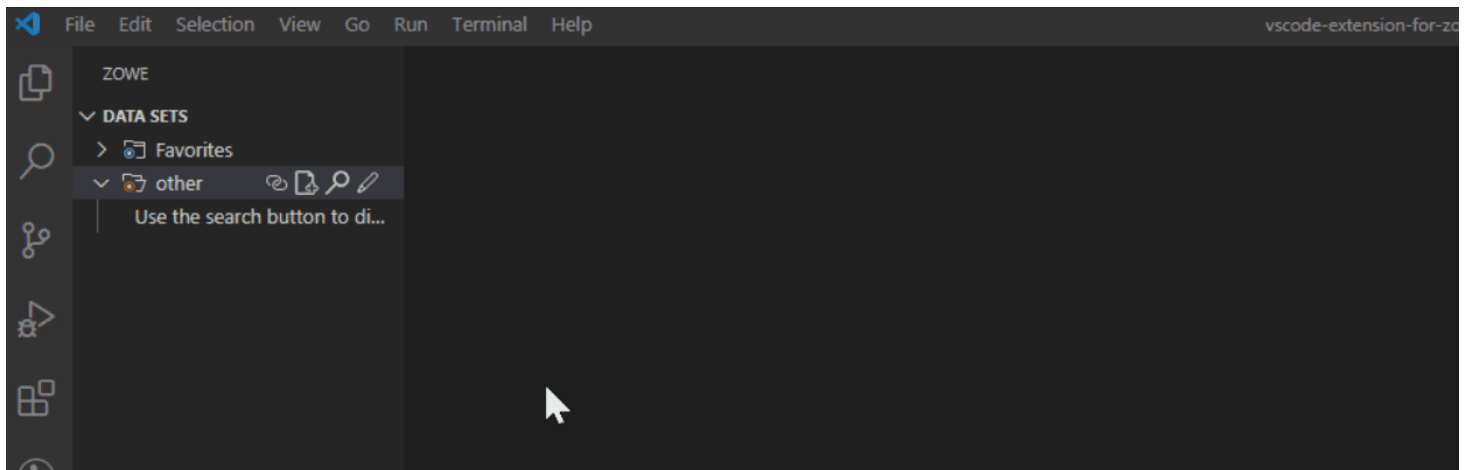 File Edit Selection View Go Run Terminal Help vscode-extension-for-zo
ZOWE
DATA SETS
Favorites
other
Use the search button to di...